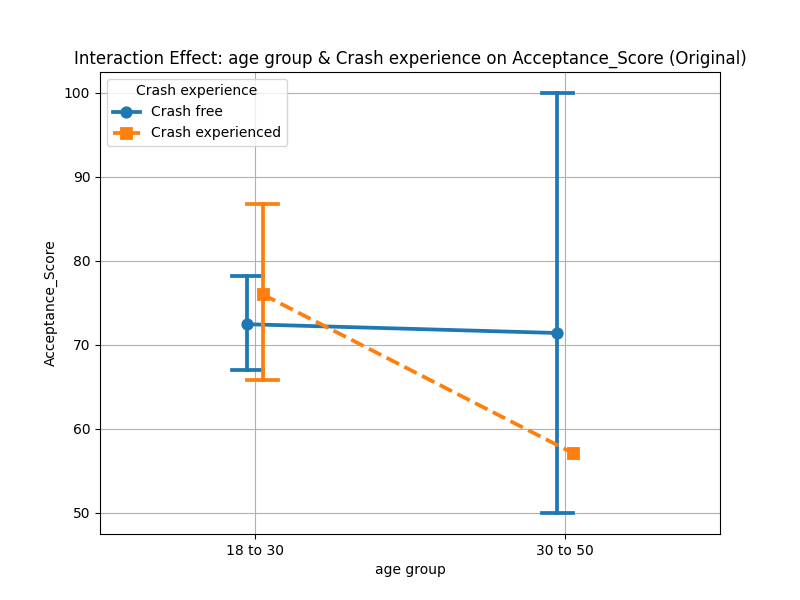 Interaction Effect: age group & Crash experience on Acceptance_Score (Original)
Crash experience
Crash free
Crash experienced
100
90
80
70
60
50
Acceptance_Score
18 to 30
30 to 50
age group